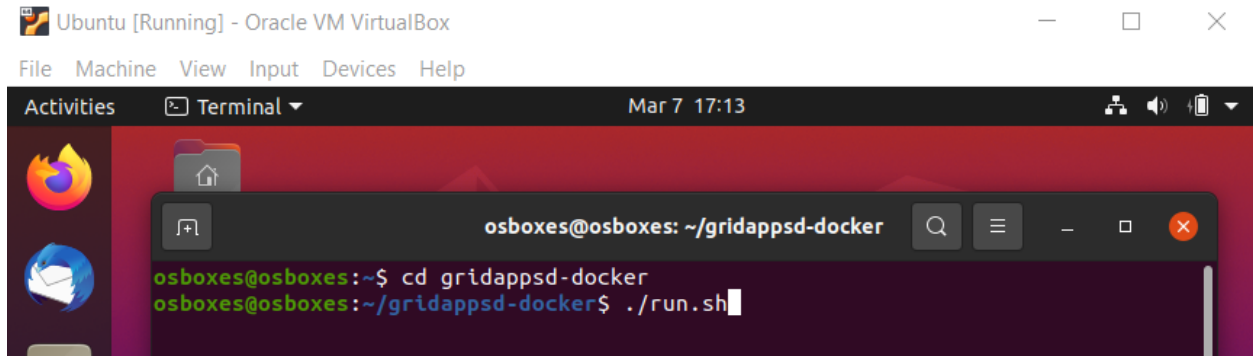 Ubuntu [Running] - Oracle VM VirtualBox
File Machine View Input Devices Help
Activities Terminal Mar 7 17:13
osboxes@osboxes: ~/gridappsd-docker
osboxes@osboxes:~$ cd gridappsd-docker
osboxes@osboxes:~/gridappsd-docker$ ./run.sh